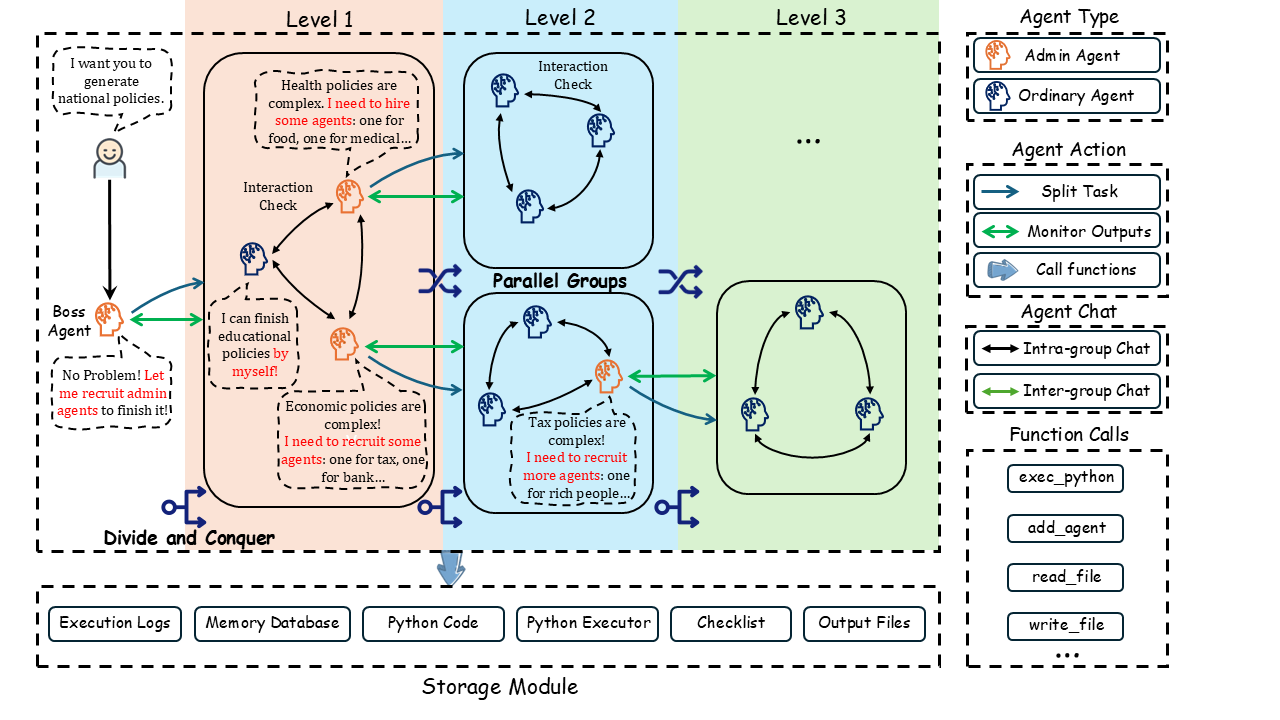 Level 1
Level 2
Level 3
I want you to
generate
national policies.
Boss
Agent
No Problem! Let
me recruit admin
agents to finish it!
Health policies are
complex. I need to hire
some agents: one for
food, one for medical...
Interaction
Check
I can finish
educational
policies by
myself!
Economic policies are
complex!
I need to recruit some
agents: one for tax, one
for bank...
Divide and Conquer
Interaction
Check
Parallel Groups
Tax policies are
complex!
I need to recruit
more agents: one
for rich people...
...
Agent Type
Admin Agent
Ordinary Agent
Agent Action
Split Task
Monitor Outputs
Call functions
Agent Chat
Intra-group Chat
Inter-group Chat
Function Calls
exec_python
add_agent
read_file
write_file
...
Execution Logs
Memory Database
Python Code
Python Executor
Checklist
Output Files
Storage Module